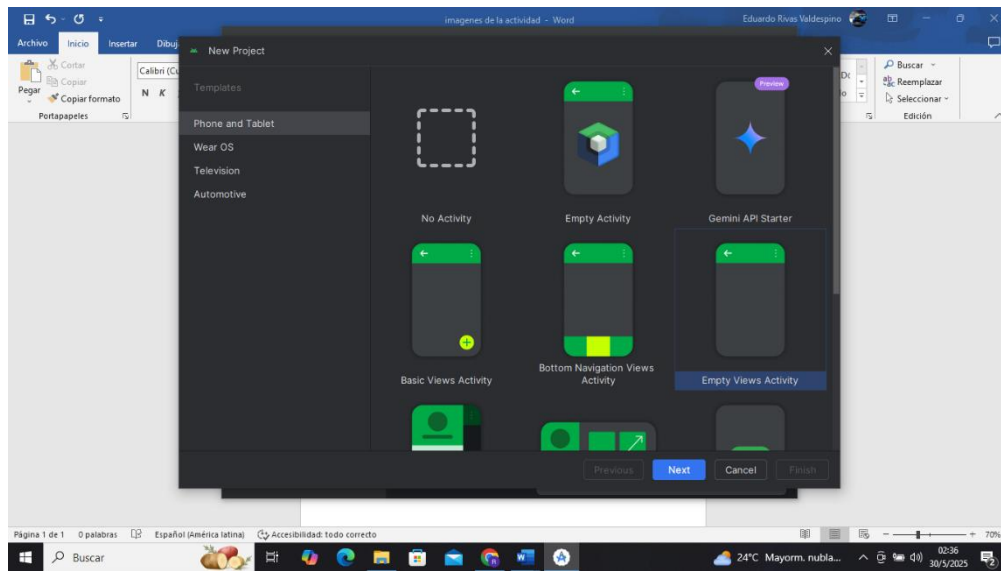 imagenes de la actividad - Word
Eduardo Rivas Valdespino
Archivo
Inicio
Insertar
Dibuj
Pegar
Cortar
Copiar
Copiar formato
Portapapeles
Calibri (Cu
N K
Buscar
Reemplazar
Seleccionar
Edición
New Project
Templates
Phone and Tablet
Wear OS
Television
Automotive
Preview
No Activity
Empty Activity
Gemini API Starter
Basic Views Activity
Bottom Navigation Views
Activity
Empty Views Activity
Previous
Next
Cancel
Finish
Página 1 de 1
0 palabras
Español (América latina)
Accesibilidad: todo correcto
70%
Buscar
24°C Mayorm. nubla...
02:36
30/5/2025